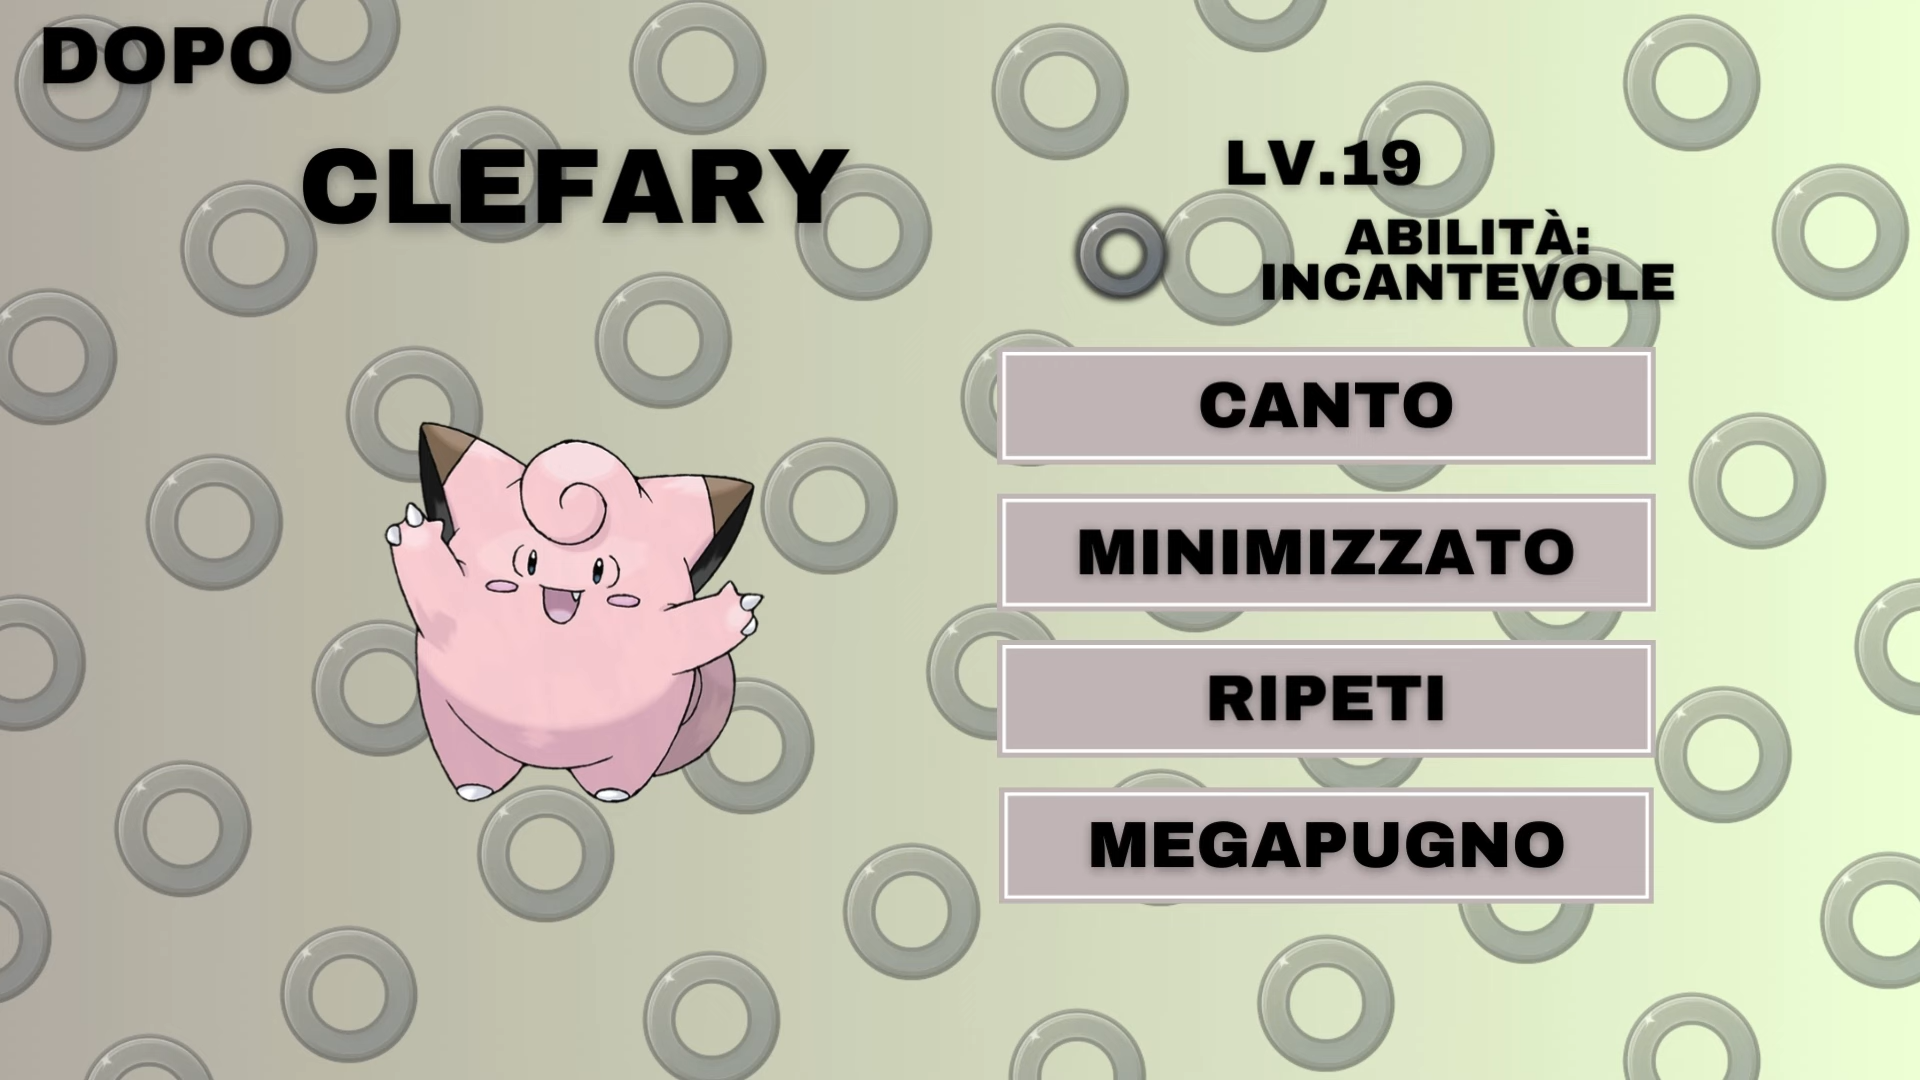 DOPO
CLEFARY
LV.19
ABILITÀ:
INCANTEVOLE
CANTO
MINIMIZZATO
RIPETI
MEGAPUGNO